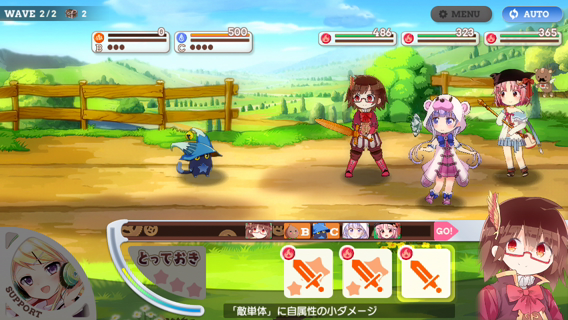 WAVE 2/2 2
MENU
AUTO
0
B
500
C
486
323
365
B C GO!
とっておき
SUPPORT
「敵単体」に自属性の小ダメージ